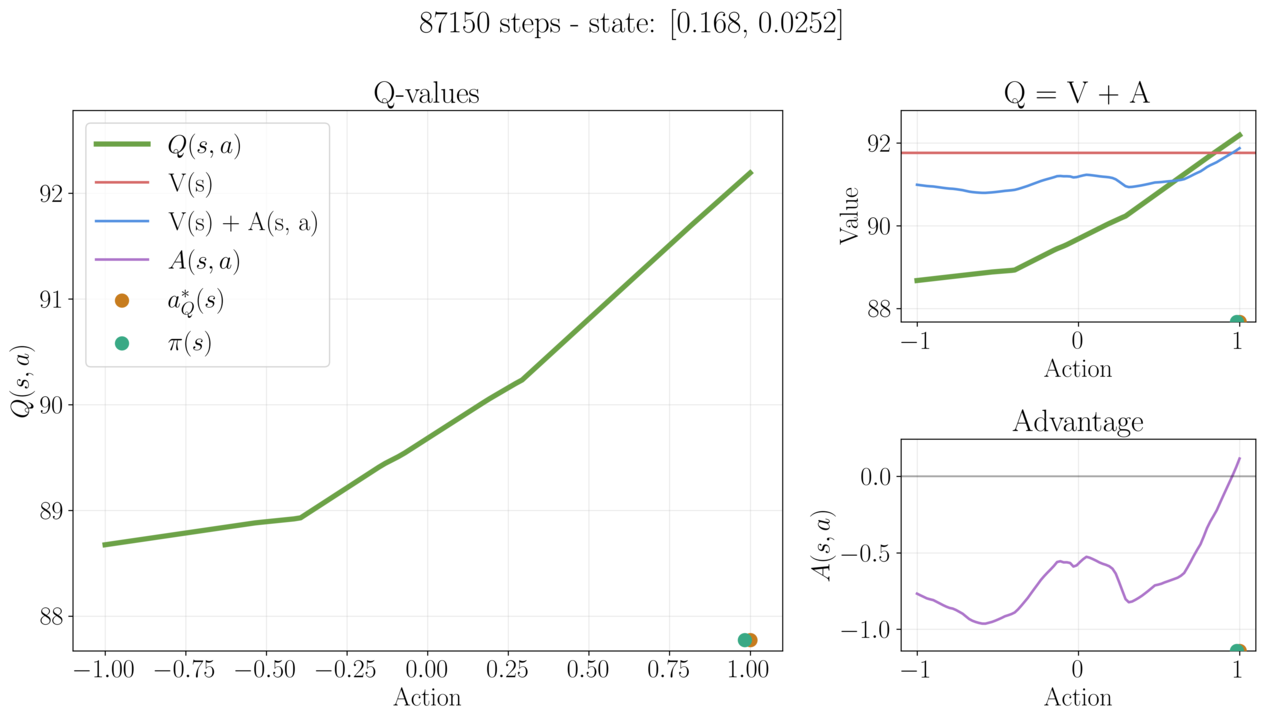 87150 steps - state: [0.168, 0.0252]
Q-values
Q(s, a)
V(s)
V(s) + A(s, a)
A(s, a)
a*_Q(s)
π(s)
Q(s, a)
92
91
90
89
88
−1.00 −0.75 −0.50 −0.25 0.00 0.25 0.50 0.75 1.00
Action
Q = V + A
Value
92
90
88
−1 0 1
Action
Advantage
A(s, a)
0.0
−0.5
−1.0
−1 0 1
Action